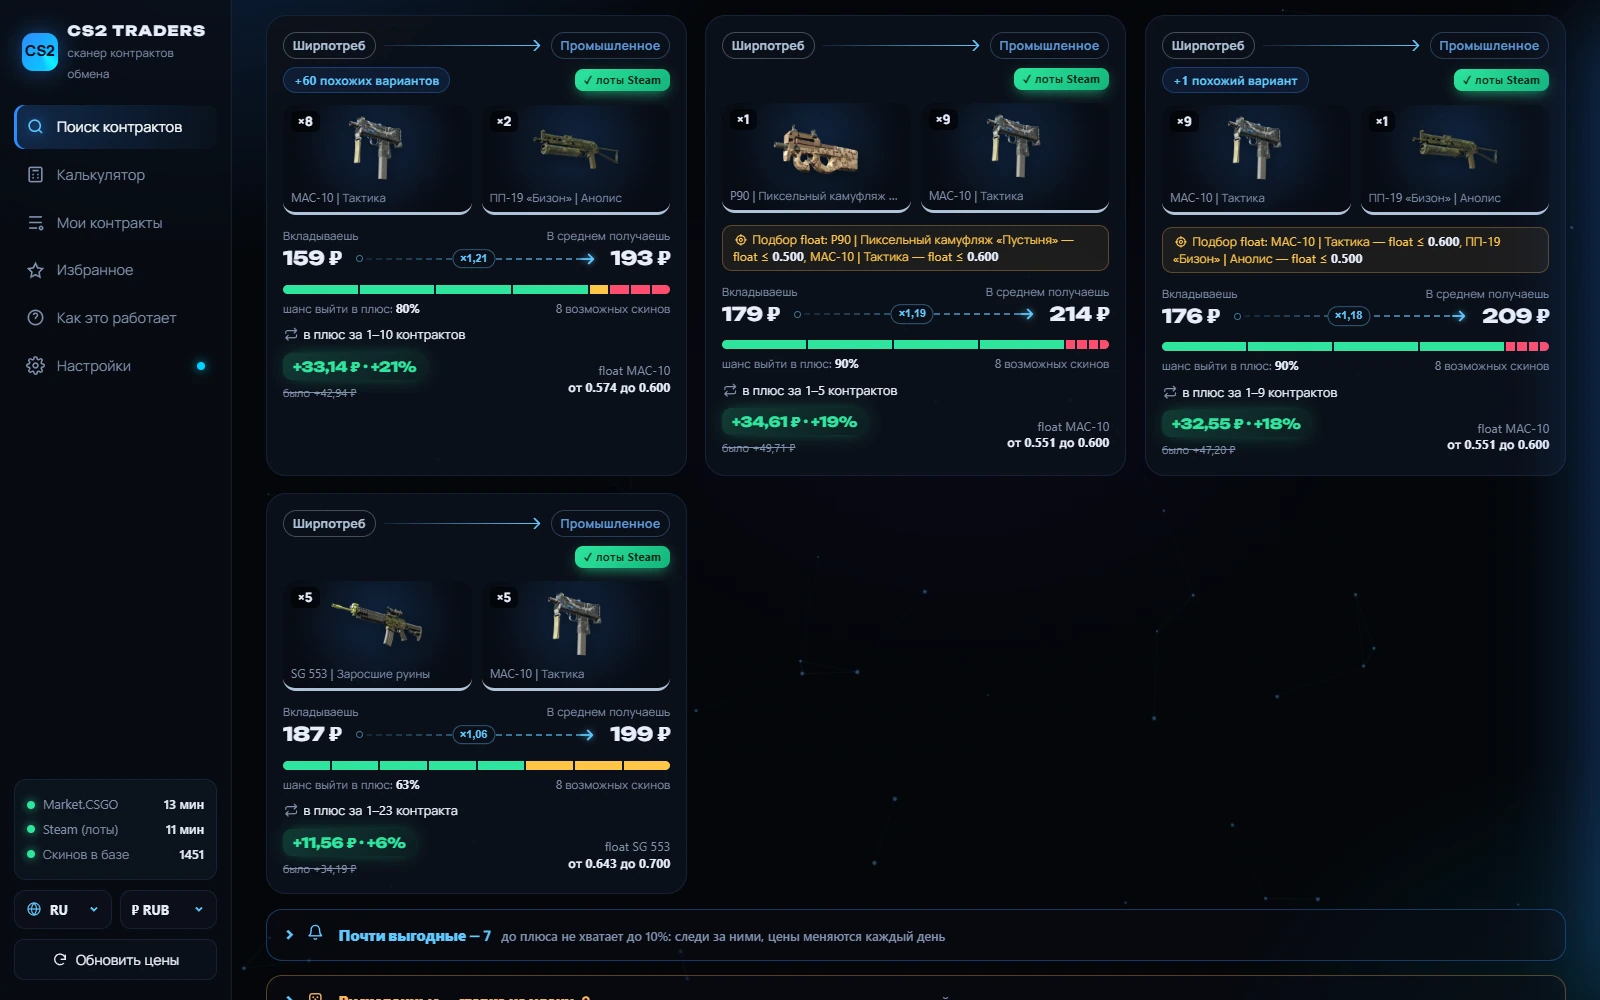 CS2
CS2 TRADERS
сканер контрактов
обмена
Поиск контрактов
Калькулятор
Мои контракты
Избранное
Как это работает
Настройки
Market.CSGO 13 мин
Steam (лоты) 11 мин
Скинов в базе 1451
RU
₽ RUB
Обновить цены
Ширпотреб Промышленное
+60 похожих вариантов ✓ лоты Steam
×8 ×2
MAC-10 | Тактика ПП-19 «Бизон» | Анолис
Вкладываешь В среднем получаешь
159 ₽ ×1,21 193 ₽
шанс выйти в плюс: 80% 8 возможных скинов
в плюс за 1–10 контрактов
+33,14 ₽ · +21%
было +42,94 ₽
float MAC-10
от 0.574 до 0.600
Ширпотреб Промышленное
✓ лоты Steam
×1 ×9
P90 | Пиксельный камуфляж ... MAC-10 | Тактика
Подбор float: P90 | Пиксельный камуфляж «Пустыня» —
float ≤ 0.500, MAC-10 | Тактика — float ≤ 0.600
Вкладываешь В среднем получаешь
179 ₽ ×1,19 214 ₽
шанс выйти в плюс: 90% 8 возможных скинов
в плюс за 1–5 контрактов
+34,61 ₽ · +19%
было +49,71 ₽
float MAC-10
от 0.551 до 0.600
Ширпотреб Промышленное
+1 похожий вариант ✓ лоты Steam
×9 ×1
MAC-10 | Тактика ПП-19 «Бизон» | Анолис
Подбор float: MAC-10 | Тактика — float ≤ 0.600, ПП-19
«Бизон» | Анолис — float ≤ 0.500
Вкладываешь В среднем получаешь
176 ₽ ×1,18 209 ₽
шанс выйти в плюс: 90% 8 возможных скинов
в плюс за 1–9 контрактов
+32,55 ₽ · +18%
было +47,20 ₽
float MAC-10
от 0.551 до 0.600
Ширпотреб Промышленное
✓ лоты Steam
×5 ×5
SG 553 | Заросшие руины MAC-10 | Тактика
Вкладываешь В среднем получаешь
187 ₽ ×1,06 199 ₽
шанс выйти в плюс: 63% 8 возможных скинов
в плюс за 1–23 контракта
+11,56 ₽ · +6%
было +34,19 ₽
float SG 553
от 0.643 до 0.700
Почти выгодные — 7 до плюса не хватает до 10%: следи за ними, цены меняются каждый день